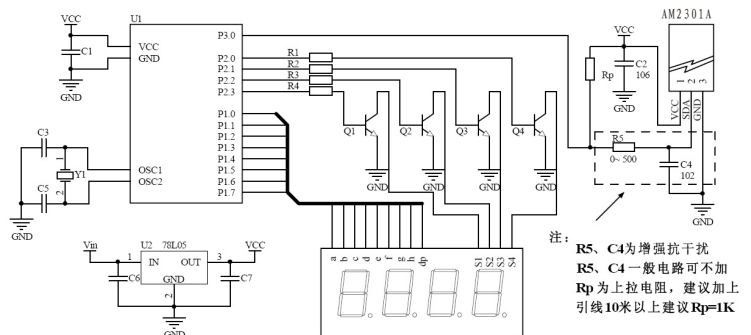 AM2301A
U1
VCC
VCC
GND
C1
GND
P3.0
P2.0
P2.1
P2.2
P2.3
R1
R2
R3
R4
P1.0
P1.1
P1.2
P1.3
P1.4
P1.5
P1.6
P1.7
OSC1
OSC2
C3
1
Y1
2
C5
GND
Q1
Q2
Q3
Q4
GND
GND
GND
GND
VCC
Rp
C2
106
GND
1
2
3
VCC
SDA
GND
R5
0~ 500
C4
102
GND
Vin
U2 78L05
VCC
1
IN
OUT
3
GND
2
C6
C7
GND
a
b
c
d
e
f
g
h
dp
S1
S2
S3
S4
注:
R5、C4为增强抗干扰
R5、C4 一般电路可不加
Rp 为上拉电阻，建议加上
引线10米以上建议Rp=1K